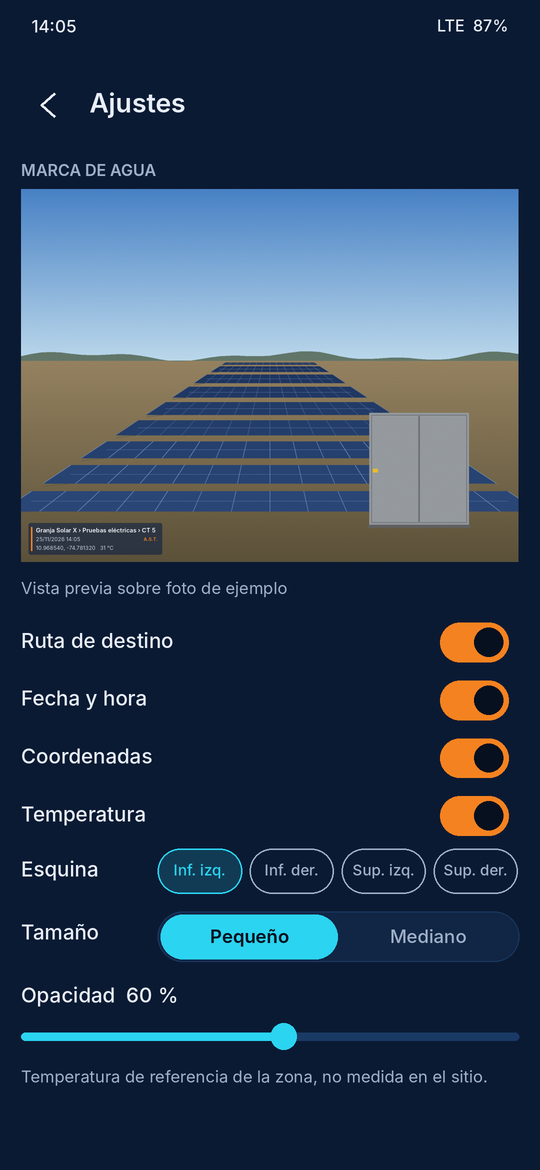 14:05
LTE 87%
Ajustes
MARCA DE AGUA
Granja Solar X › Pruebas eléctricas › CT 5
25/11/2026 14:05
A.S.T.
10.968540, -74.781320 31 °C
Vista previa sobre foto de ejemplo
Ruta de destino
Fecha y hora
Coordenadas
Temperatura
Esquina
Inf. izq.
Inf. der.
Sup. izq.
Sup. der.
Tamaño
Pequeño
Mediano
Opacidad 60 %
Temperatura de referencia de la zona, no medida en el sitio.